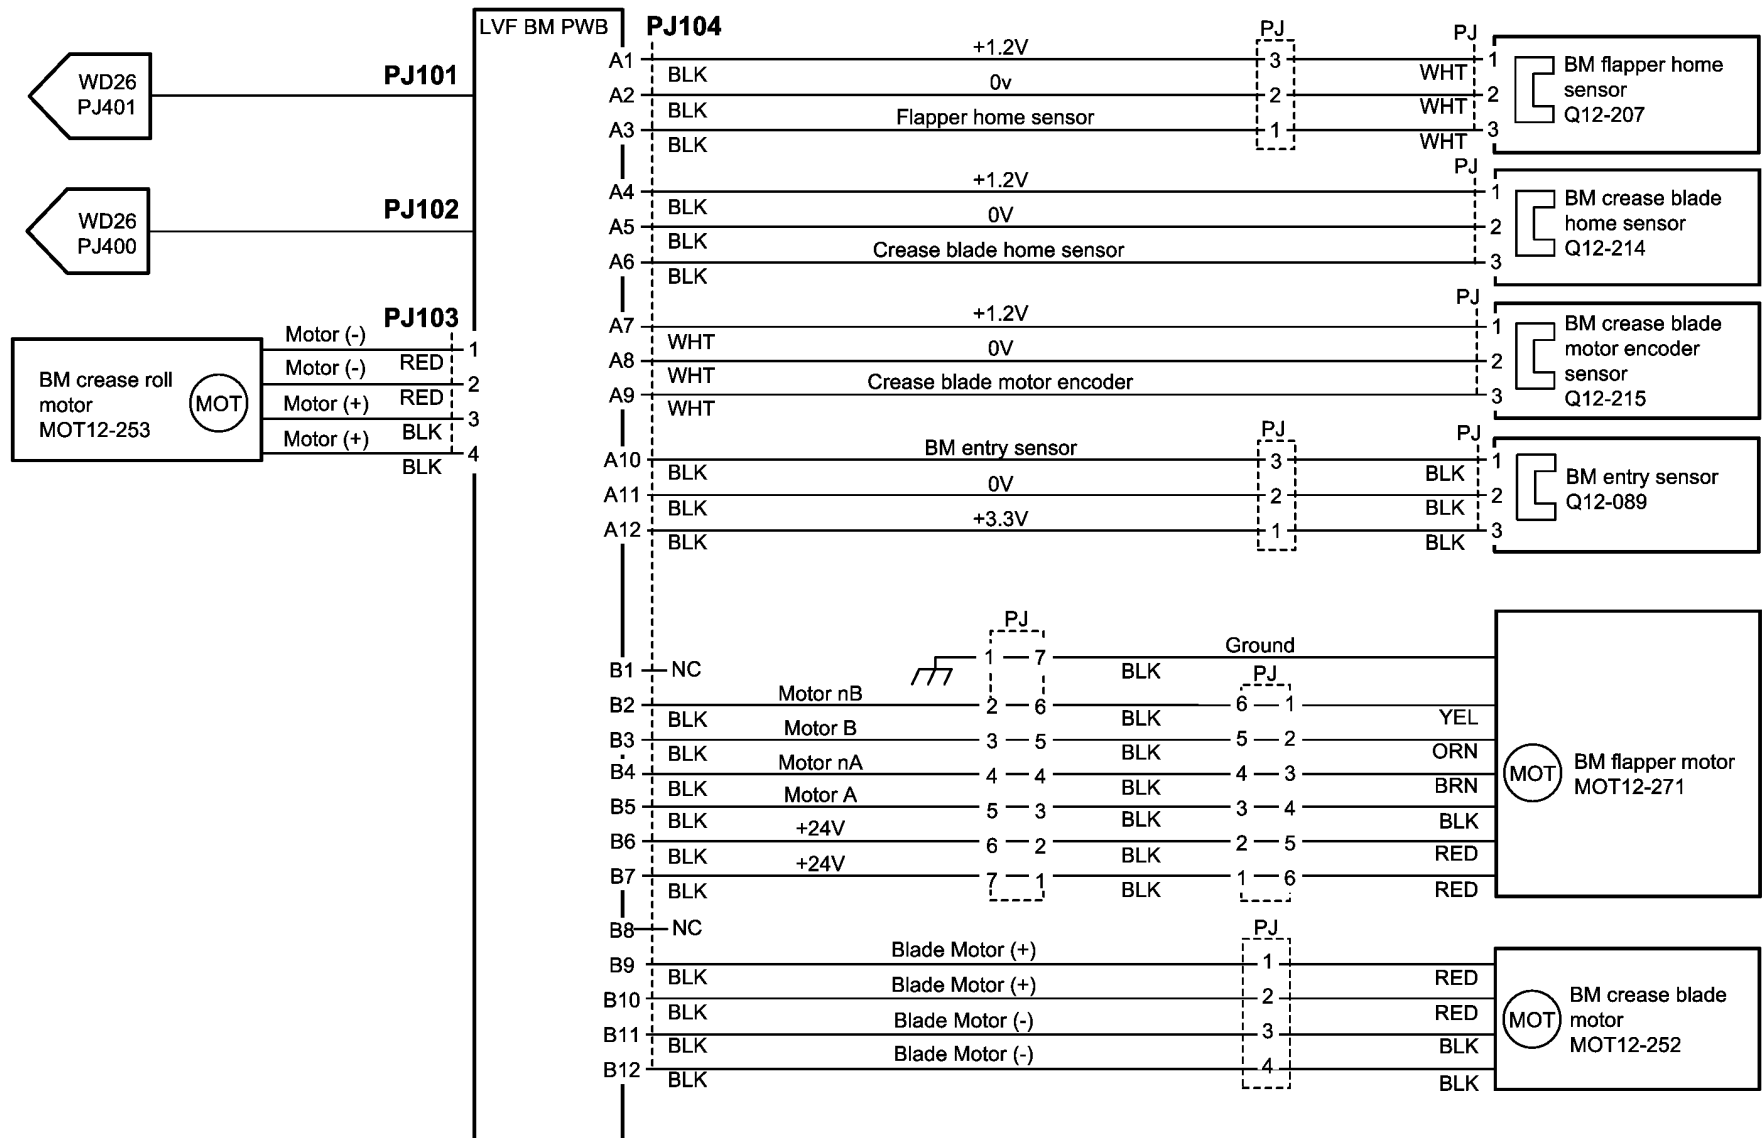 LVF BM PWB
PJ104
WD26
PJ401
PJ101
WD26
PJ400
PJ102
PJ103
BM crease roll
motor
MOT12-253
MOT
Motor (-)
RED
1
Motor (-)
RED
2
Motor (+)
BLK
3
Motor (+)
BLK
4
PJ
PJ
A1
BLK
+1.2V
3
WHT
1
A2
BLK
0v
2
WHT
2
A3
BLK
Flapper home sensor
1
WHT
3
BM flapper home
sensor
Q12-207
PJ
A4
BLK
+1.2V
1
A5
BLK
0V
2
A6
BLK
Crease blade home sensor
3
BM crease blade
home sensor
Q12-214
PJ
A7
WHT
+1.2V
1
A8
WHT
0V
2
A9
WHT
Crease blade motor encoder
3
BM crease blade
motor encoder
sensor
Q12-215
PJ
PJ
A10
BLK
BM entry sensor
3
BLK
1
A11
BLK
0V
2
BLK
2
A12
BLK
+3.3V
1
BLK
3
BM entry sensor
Q12-089
PJ
1
7
BLK
Ground
PJ
B1
NC
B2
BLK
Motor nB
2
6
BLK
6
1
YEL
B3
BLK
Motor B
3
5
BLK
5
2
ORN
B4
BLK
Motor nA
4
4
BLK
4
3
BRN
B5
BLK
Motor A
5
3
BLK
3
4
BLK
B6
BLK
+24V
6
2
BLK
2
5
RED
B7
BLK
+24V
7
1
BLK
1
6
RED
MOT
BM flapper motor
MOT12-271
B8
NC
PJ
B9
BLK
Blade Motor (+)
1
RED
B10
BLK
Blade Motor (+)
2
RED
B11
BLK
Blade Motor (-)
3
BLK
B12
BLK
Blade Motor (-)
4
BLK
MOT
BM crease blade
motor
MOT12-252